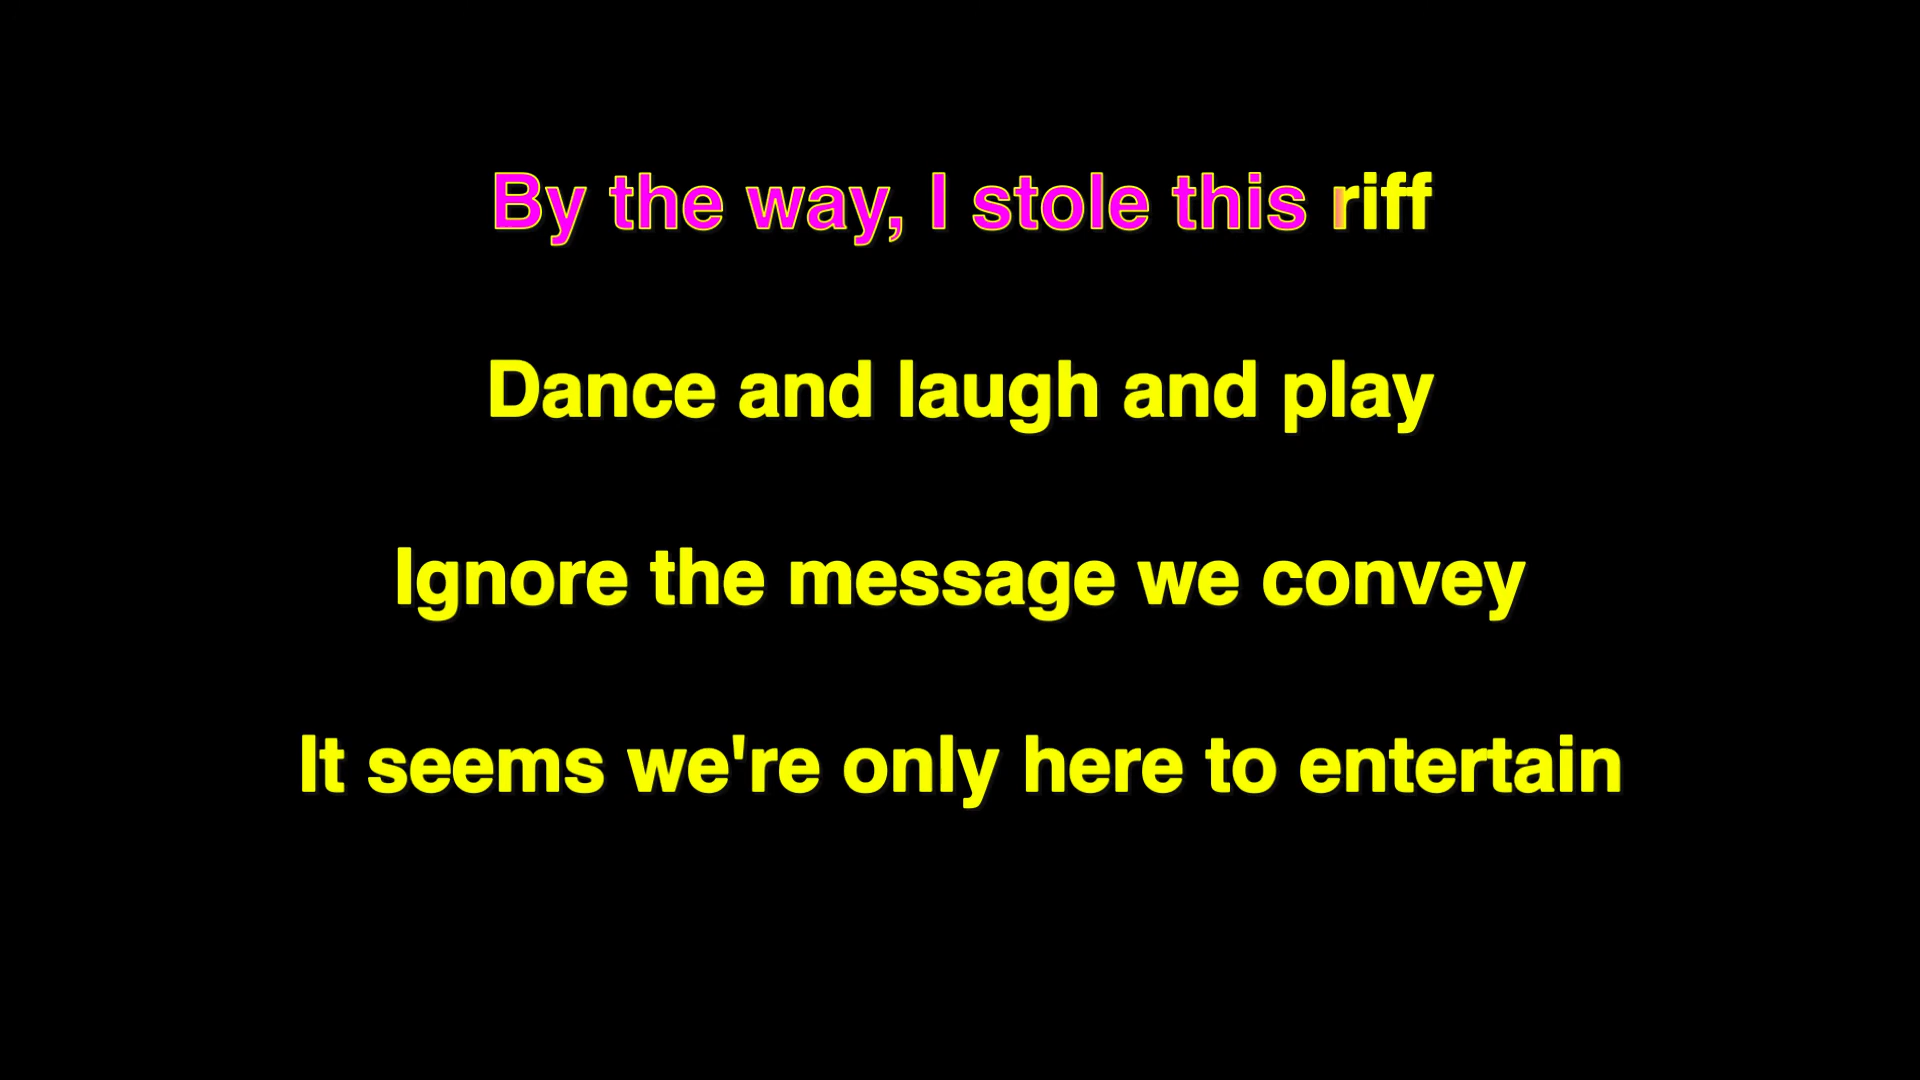 By the way, I stole this riff
Dance and laugh and play
Ignore the message we convey
It seems we're only here to entertain